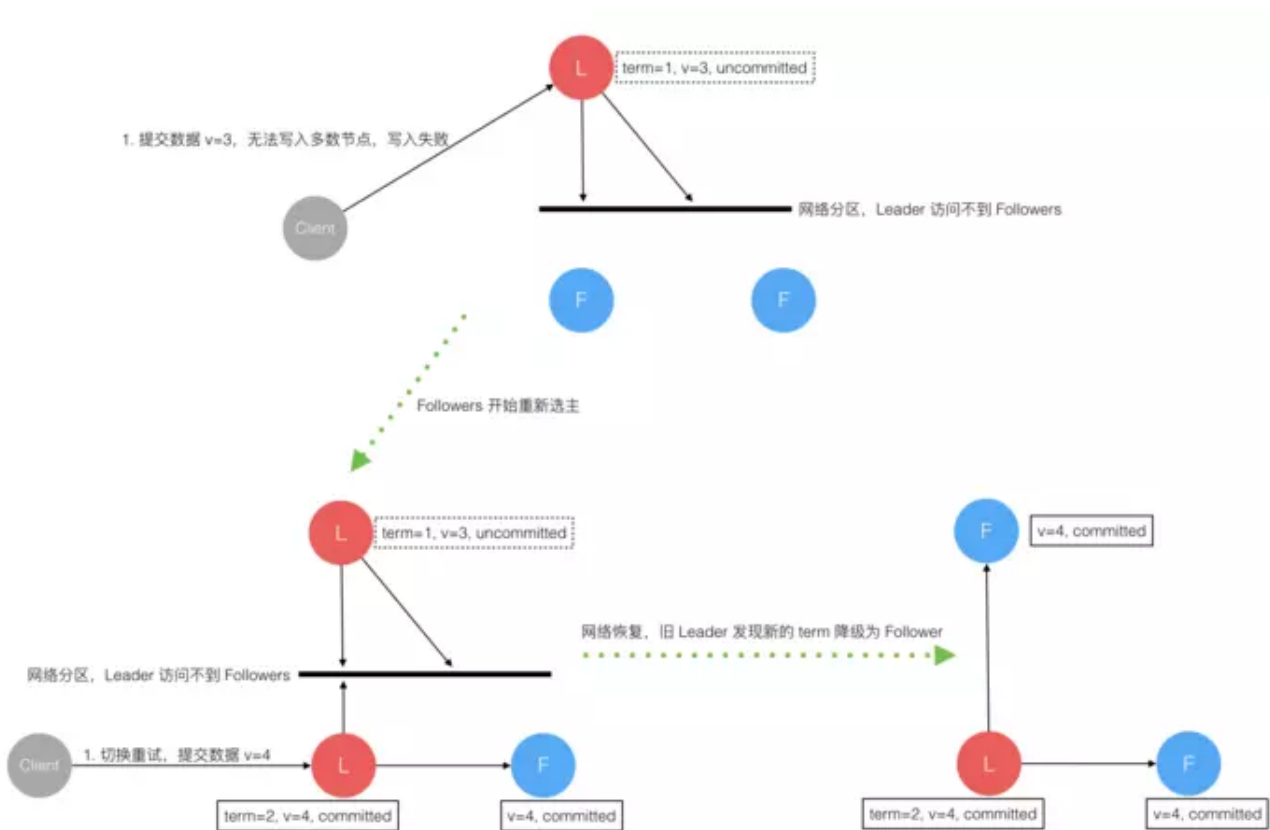 L
term=1, v=3, uncommitted
1. 提交数据 v=3，无法写入多数节点，写入失败
Client
网络分区，Leader 访问不到 Followers
F
F
Followers 开始重新选主
L
term=1, v=3, uncommitted
网络分区，Leader 访问不到 Followers
Client
1. 切换重试，提交数据 v=4
L
F
term=2, v=4, committed
v=4, committed
网络恢复，旧 Leader 发现新的 term 降级为 Follower
F
v=4, committed
L
F
term=2, v=4, committed
v=4, committed